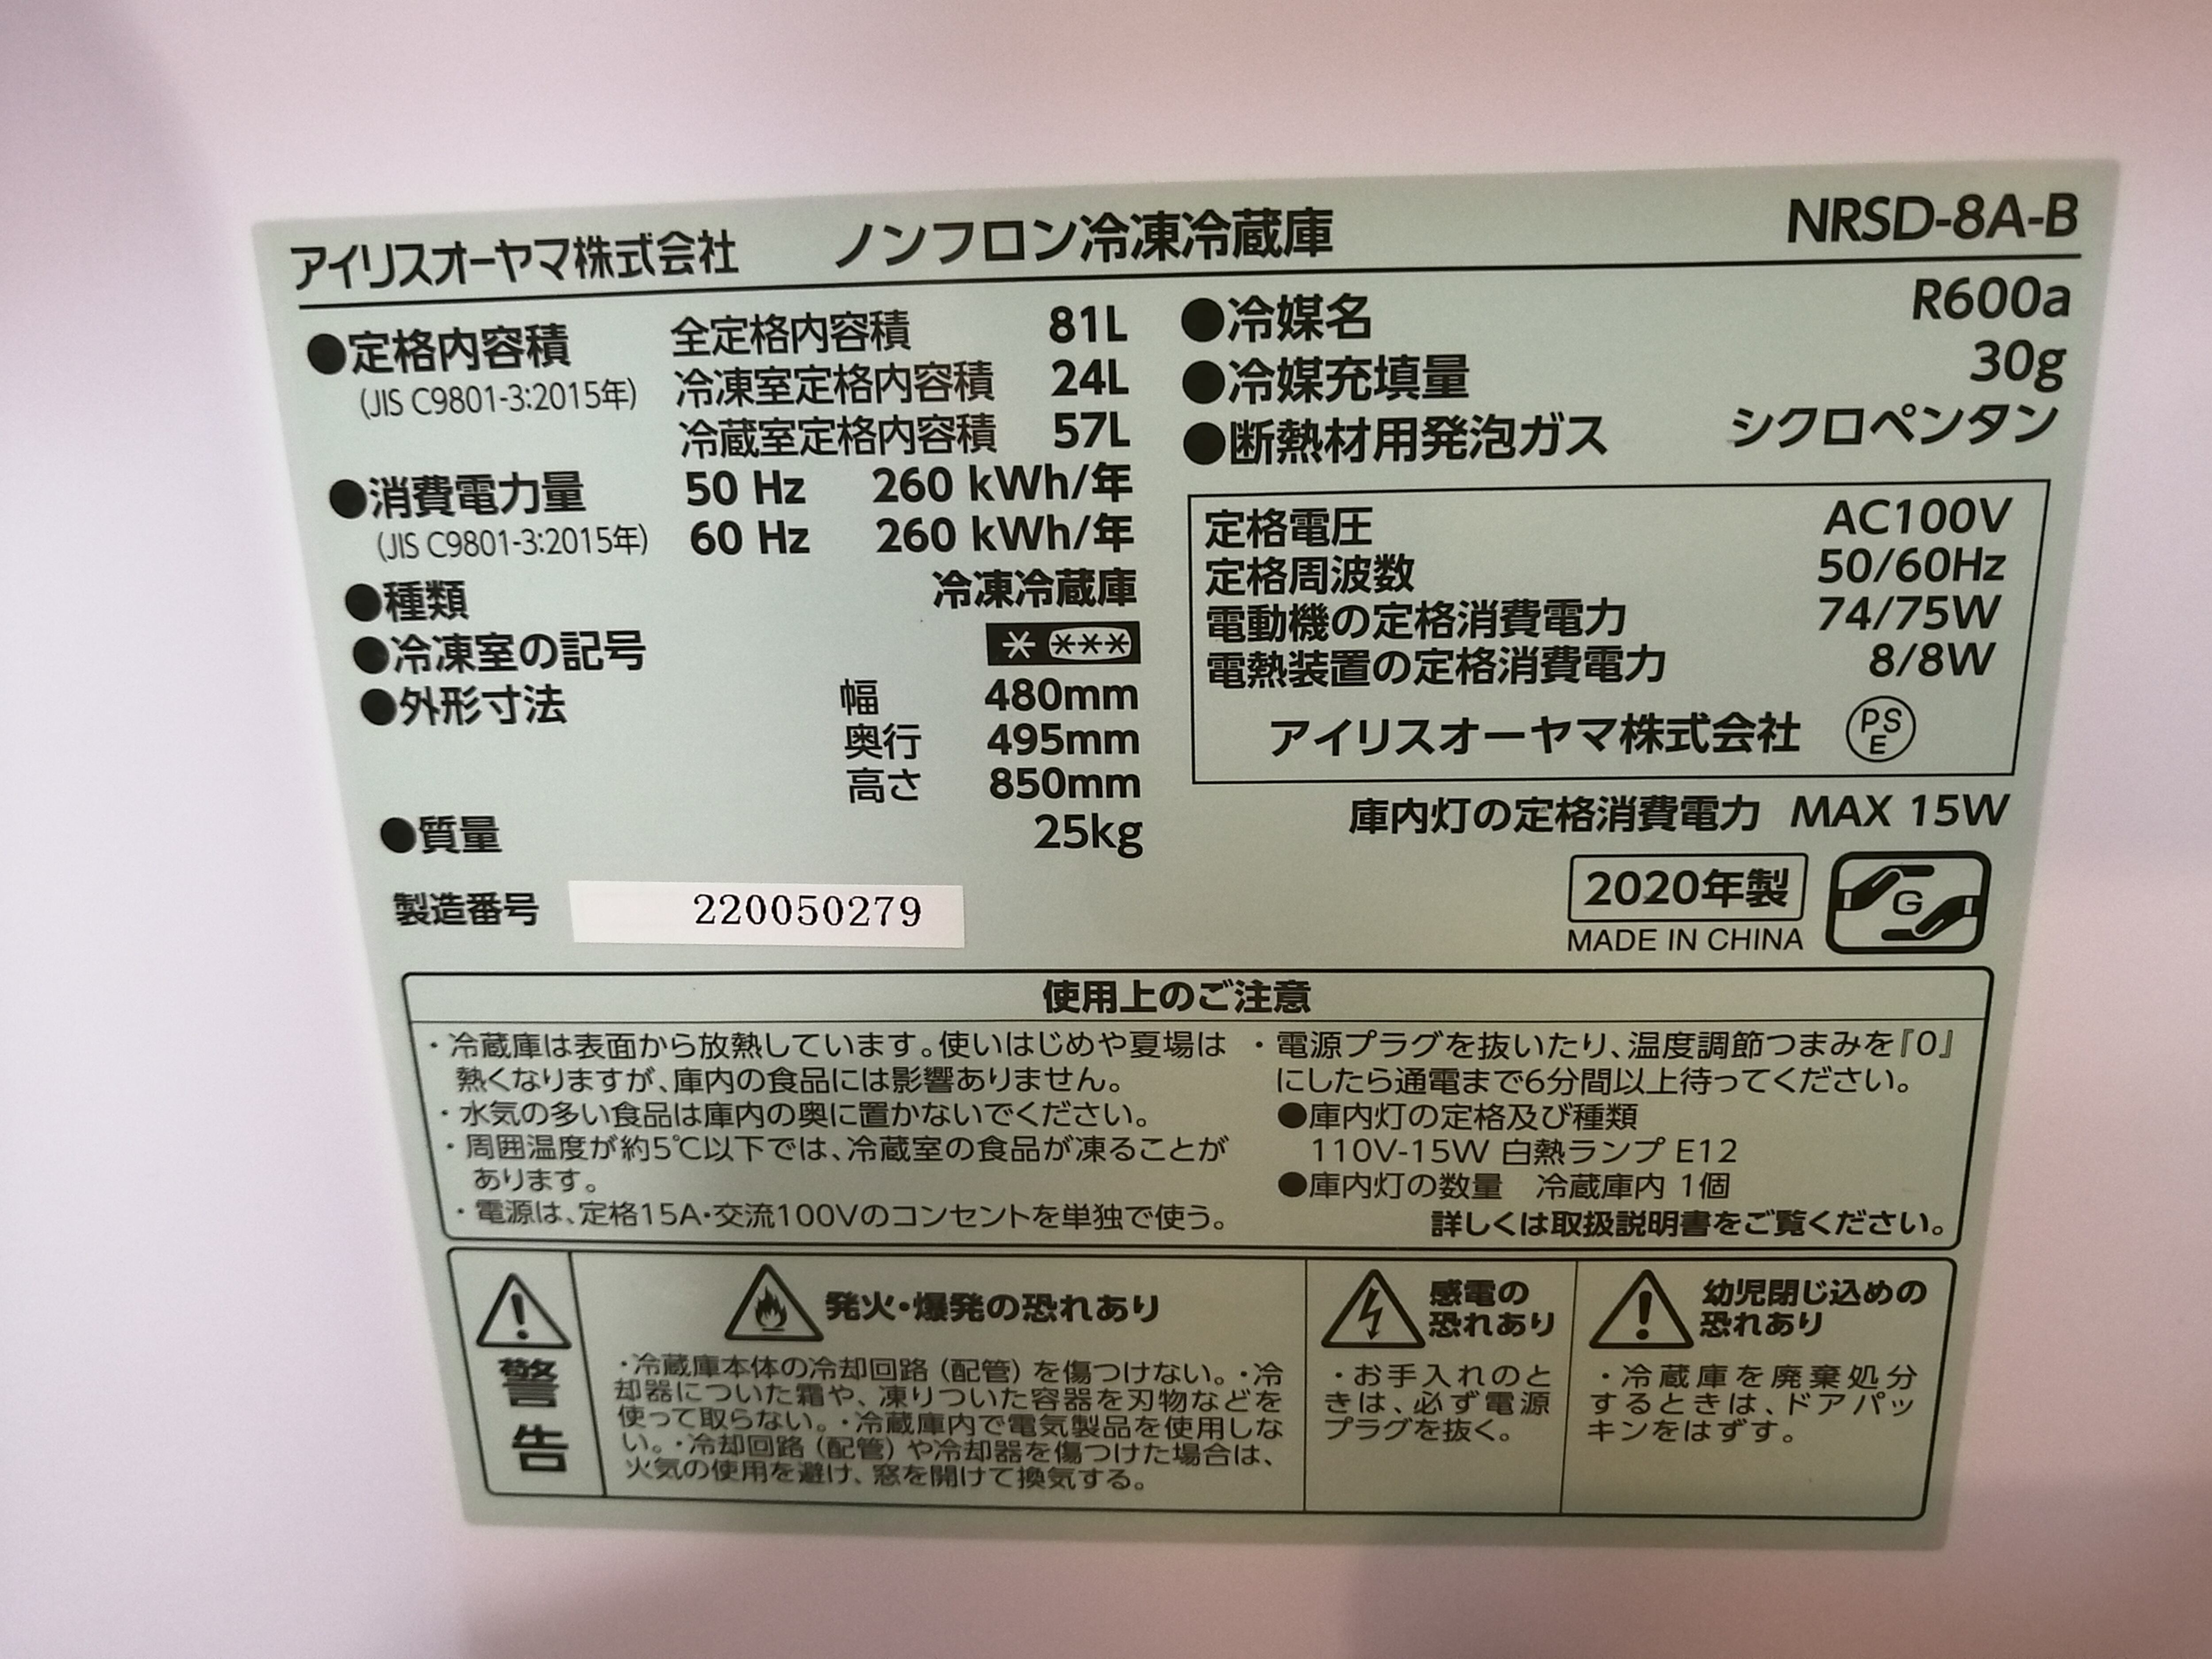 アイリスオーヤマ株式会社 ノンフロン冷凍冷蔵庫 NRSD-8A-B
●定格内容積 全定格内容積 81L
(JIS C9801-3:2015年) 冷凍室定格内容積 24L
冷蔵室定格内容積 57L
●消費電力量 50 Hz 260 kWh/年
(JIS C9801-3:2015年) 60 Hz 260 kWh/年
●種類 冷凍冷蔵庫
●冷凍室の記号 * ***
●外形寸法 幅 480mm
奥行 495mm
高さ 850mm
●質量 25kg
製造番号 220050279
●冷媒名 R600a
●冷媒充填量 30g
●断熱材用発泡ガス シクロペンタン
定格電圧 AC100V
定格周波数 50/60Hz
電動機の定格消費電力 74/75W
電熱装置の定格消費電力 8/8W
アイリスオーヤマ株式会社 PSE
庫内灯の定格消費電力 MAX 15W
2020年製
MADE IN CHINA
G
使用上のご注意
・冷蔵庫は表面から放熱しています。使いはじめや夏場は
熱くなりますが、庫内の食品には影響ありません。
・水気の多い食品は庫内の奥に置かないでください。
・周囲温度が約5℃以下では、冷蔵室の食品が凍ることが
あります。
・電源は、定格15A・交流100Vのコンセントを単独で使う。
・電源プラグを抜いたり、温度調節つまみを『0』
にしたら通電まで6分間以上待ってください。
●庫内灯の定格及び種類
110V-15W 白熱ランプ E12
●庫内灯の数量 冷蔵庫内 1個
詳しくは取扱説明書をご覧ください。
警告
発火・爆発の恐れあり
・冷蔵庫本体の冷却回路（配管）を傷つけない。・冷
却器についた霜や、凍りついた容器を刃物などを
使って取らない。・冷蔵庫内で電気製品を使用しな
い。・冷却回路（配管）や冷却器を傷つけた場合は、
火気の使用を避け、窓を開けて換気する。
感電の
恐れあり
・お手入れのと
きは、必ず電源
プラグを抜く。
幼児閉じ込めの
恐れあり
・冷蔵庫を廃棄処分
するときは、ドアパッ
キンをはずす。